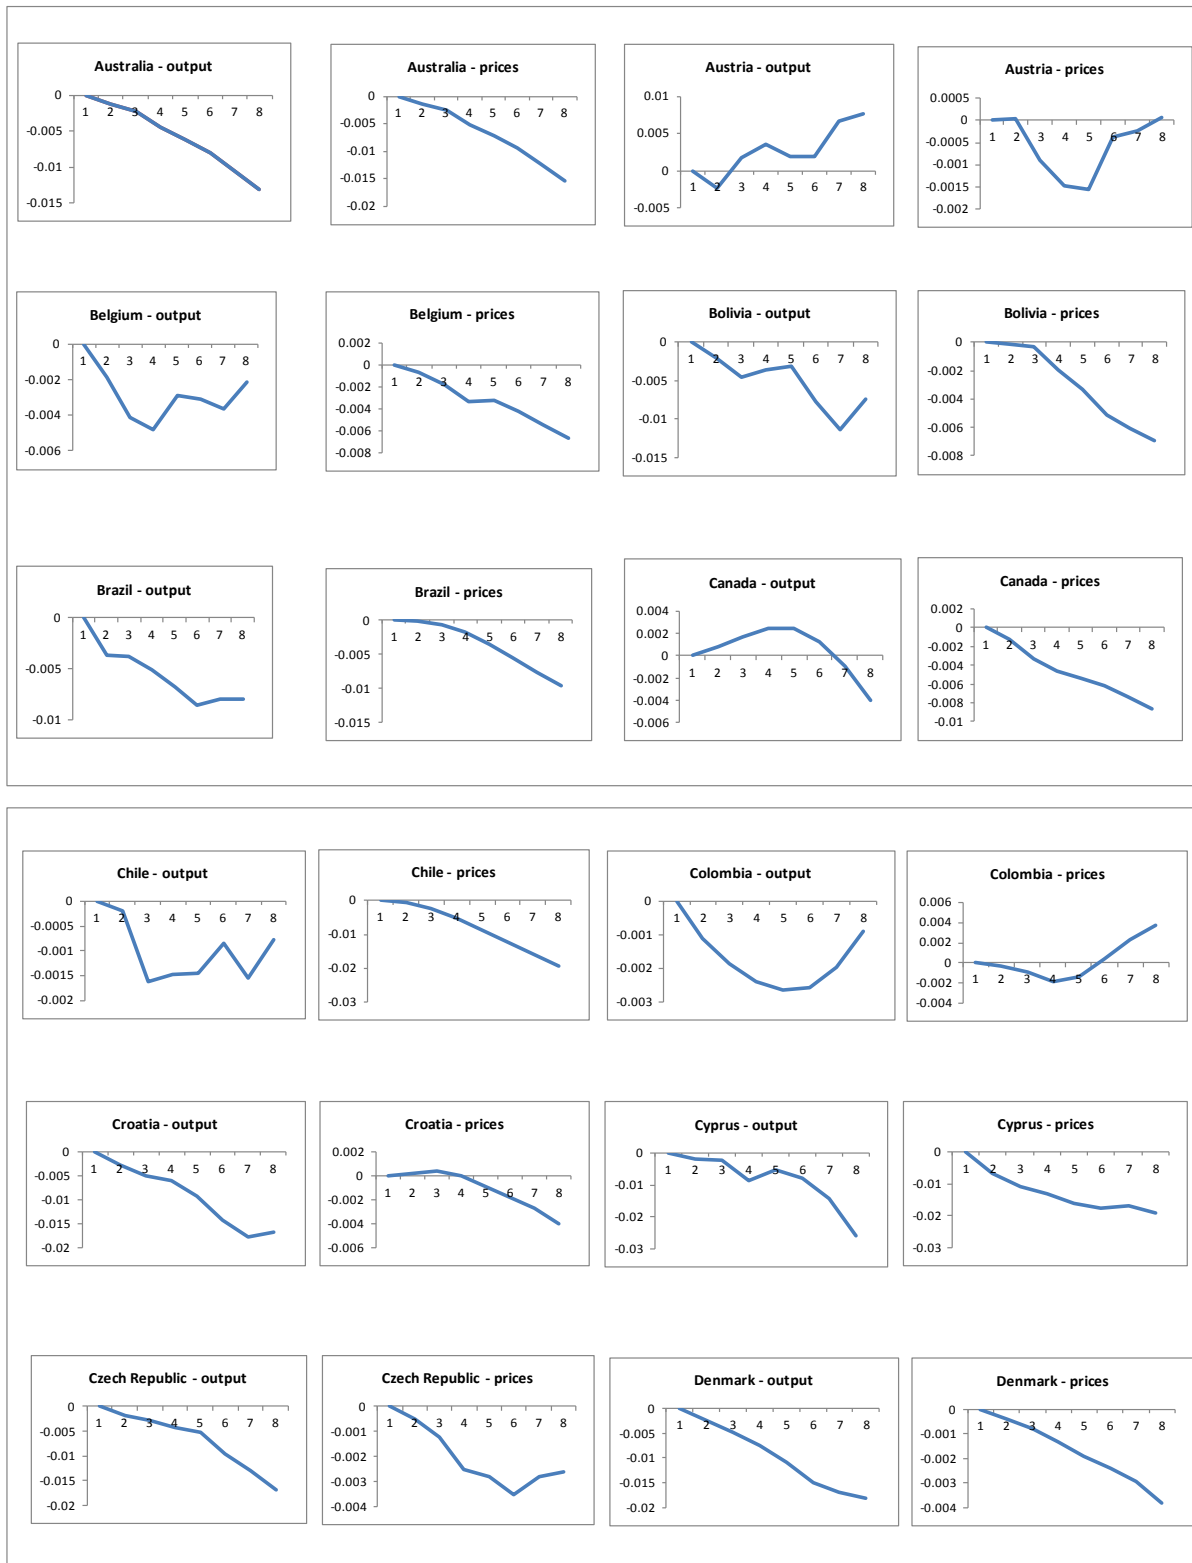 Australia - output
0
-0.005
-0.01
-0.015
1 2 3 4 5 6 7 8
Australia - prices
0
-0.005
-0.01
-0.015
-0.02
1 2 3 4 5 6 7 8
Austria - output
0.01
0.005
0
-0.005
1 2 3 4 5 6 7 8
Austria - prices
0.0005
0
-0.0005
-0.001
-0.0015
-0.002
1 2 3 4 5 6 7 8
Belgium - output
0
-0.002
-0.004
-0.006
1 2 3 4 5 6 7 8
Belgium - prices
0.002
0
-0.002
-0.004
-0.006
-0.008
1 2 3 4 5 6 7 8
Bolivia - output
0
-0.005
-0.01
-0.015
1 2 3 4 5 6 7 8
Bolivia - prices
0
-0.002
-0.004
-0.006
-0.008
1 2 3 4 5 6 7 8
Brazil - output
0
-0.005
-0.01
1 2 3 4 5 6 7 8
Brazil - prices
0
-0.005
-0.01
-0.015
1 2 3 4 5 6 7 8
Canada - output
0.004
0.002
0
-0.002
-0.004
-0.006
1 2 3 4 5 6 7 8
Canada - prices
0.002
0
-0.002
-0.004
-0.006
-0.008
-0.01
1 2 3 4 5 6 7 8
Chile - output
0
-0.0005
-0.001
-0.0015
-0.002
1 2 3 4 5 6 7 8
Chile - prices
0
-0.01
-0.02
-0.03
1 2 3 4 5 6 7 8
Colombia - output
0
-0.001
-0.002
-0.003
1 2 3 4 5 6 7 8
Colombia - prices
0.006
0.004
0.002
0
-0.002
-0.004
1 2 3 4 5 6 7 8
Croatia - output
0
-0.005
-0.01
-0.015
-0.02
1 2 3 4 5 6 7 8
Croatia - prices
0.002
0
-0.002
-0.004
-0.006
1 2 3 4 5 6 7 8
Cyprus - output
0
-0.01
-0.02
-0.03
1 2 3 4 5 6 7 8
Cyprus - prices
0
-0.01
-0.02
-0.03
1 2 3 4 5 6 7 8
Czech Republic - output
0
-0.005
-0.01
-0.015
-0.02
1 2 3 4 5 6 7 8
Czech Republic - prices
0
-0.001
-0.002
-0.003
-0.004
1 2 3 4 5 6 7 8
Denmark - output
0
-0.005
-0.01
-0.015
-0.02
1 2 3 4 5 6 7 8
Denmark - prices
0
-0.001
-0.002
-0.003
-0.004
1 2 3 4 5 6 7 8